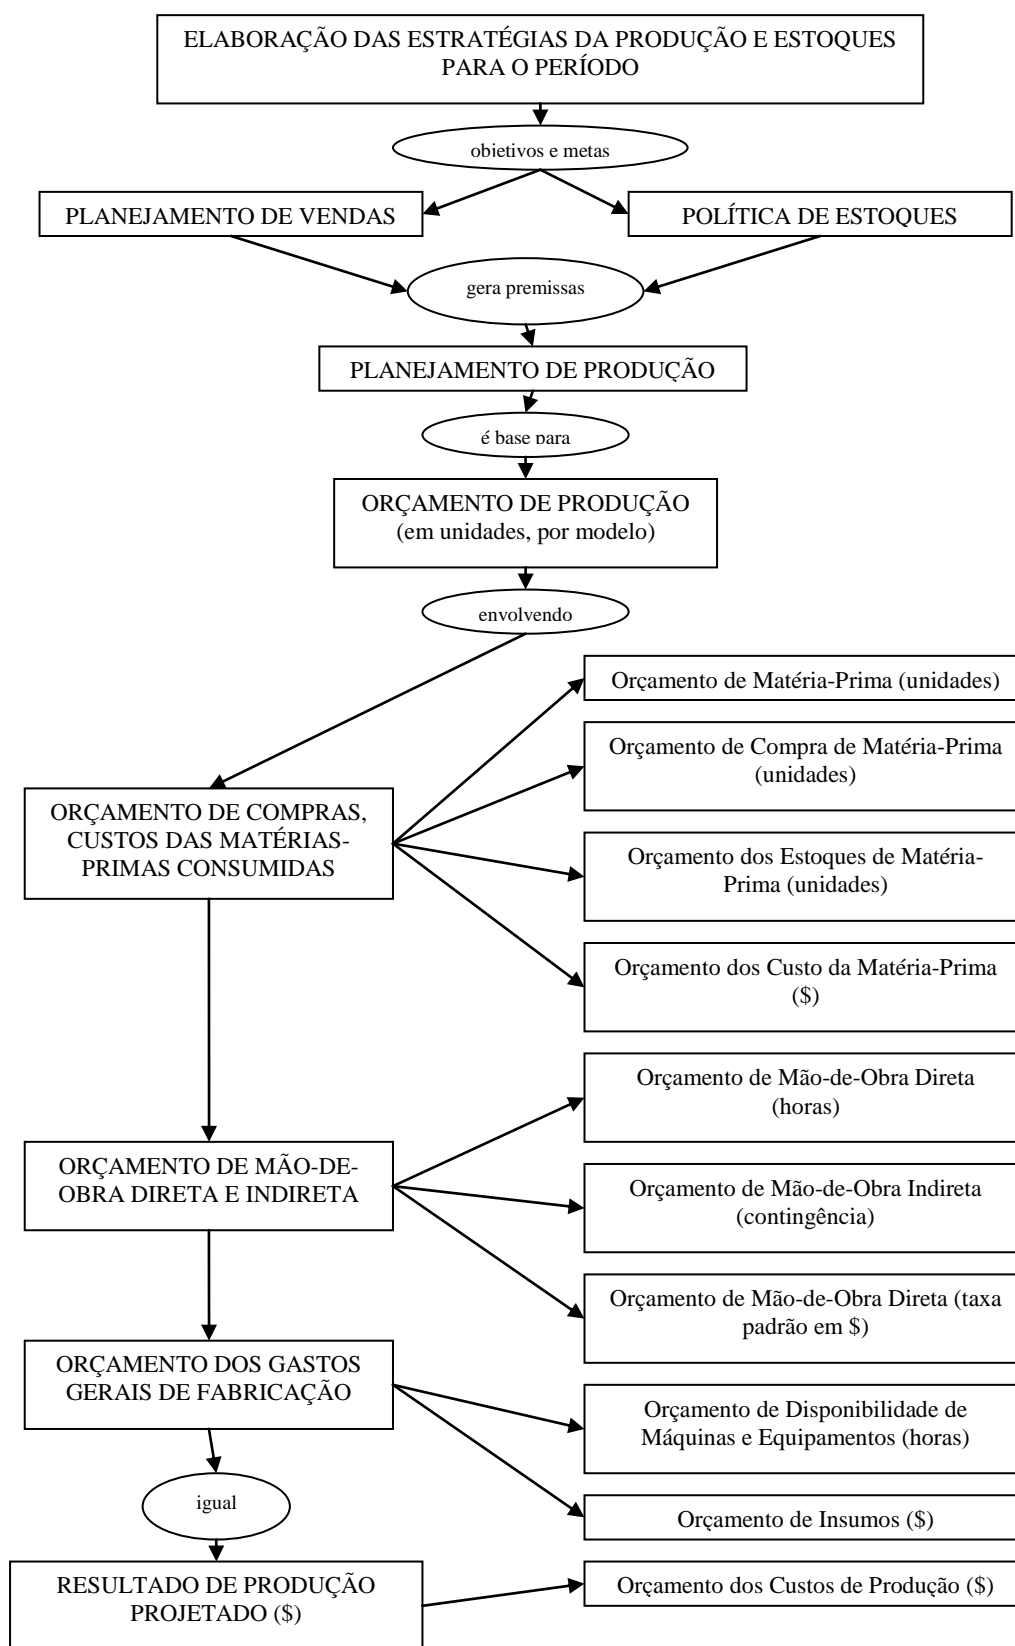 ELABORAÇÃO DAS ESTRATÉGIAS DA PRODUÇÃO E ESTOQUES
PARA O PERÍODO
objetivos e metas
PLANEJAMENTO DE VENDAS
POLÍTICA DE ESTOQUES
gera premissas
PLANEJAMENTO DE PRODUÇÃO
é base para
ORÇAMENTO DE PRODUÇÃO
(em unidades, por modelo)
envolvendo
Orçamento de Matéria-Prima (unidades)
Orçamento de Compra de Matéria-Prima
(unidades)
ORÇAMENTO DE COMPRAS,
CUSTOS DAS MATÉRIAS-
PRIMAS CONSUMIDAS
Orçamento dos Estoques de Matéria-
Prima (unidades)
Orçamento dos Custo da Matéria-Prima
($)
Orçamento de Mão-de-Obra Direta
(horas)
ORÇAMENTO DE MÃO-DE-
OBRA DIRETA E INDIRETA
Orçamento de Mão-de-Obra Indireta
(contingência)
Orçamento de Mão-de-Obra Direta (taxa
padrão em $)
ORÇAMENTO DOS GASTOS
GERAIS DE FABRICAÇÃO
Orçamento de Disponibilidade de
Máquinas e Equipamentos (horas)
igual
Orçamento de Insumos ($)
RESULTADO DE PRODUÇÃO
PROJETADO ($)
Orçamento dos Custos de Produção ($)